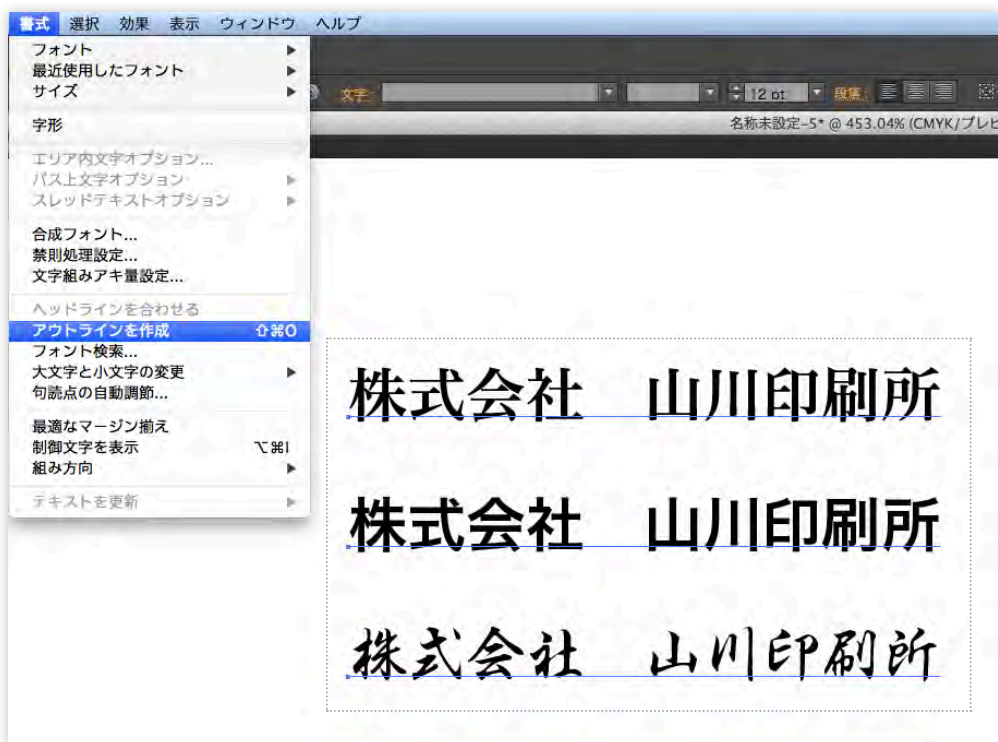 書式 選択 効果 表示 ウィンドウ ヘルプ
フォント
最近使用したフォント
サイズ
文字: 12 pt 段落:
字形
名称未設定-5* @ 453.04% (CMYK/プレビ
エリア内文字オプション...
パス上文字オプション
スレッドテキストオプション
合成フォント...
禁則処理設定...
文字組みアキ量設定...
ヘッドラインを合わせる
アウトラインを作成 ⇧⌘O
フォント検索...
大文字と小文字の変更
句読点の自動調節...
最適なマージン揃え
制御文字を表示 ⌥⌘I
組み方向
テキストを更新
株式会社 山川印刷所
株式会社 山川印刷所
株式会社 山川印刷所